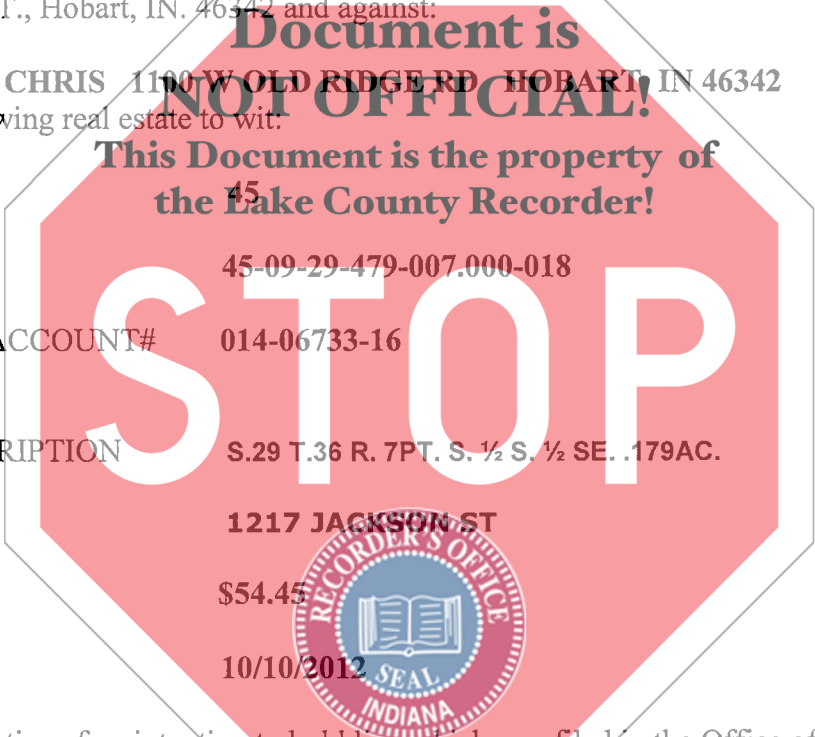 T., Hobart, IN. 46342 and against:
Document is
CHRIS 1100 W OLD RIDGE RD HOBART, IN 46342
NOT OFFICIAL!
wing real estate to wit:
This Document is the property of
45
the Lake County Recorder!
45-09-29-479-007.000-018
STOP
ACCOUNT# 014-06733-16
RIPTION S.29 T.36 R. 7PT. S. ½ S. ½ SE. .179AC.
1217 JACKSON ST
RECORDER'S OFFICE
$54.45
10/10/2012
SEAL
INDIANA